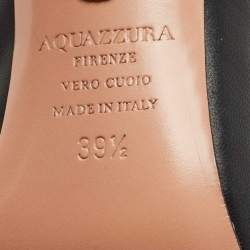 AQUAZZURA
FIRENZE
VERO CUOIO
MADE IN ITALY
39½